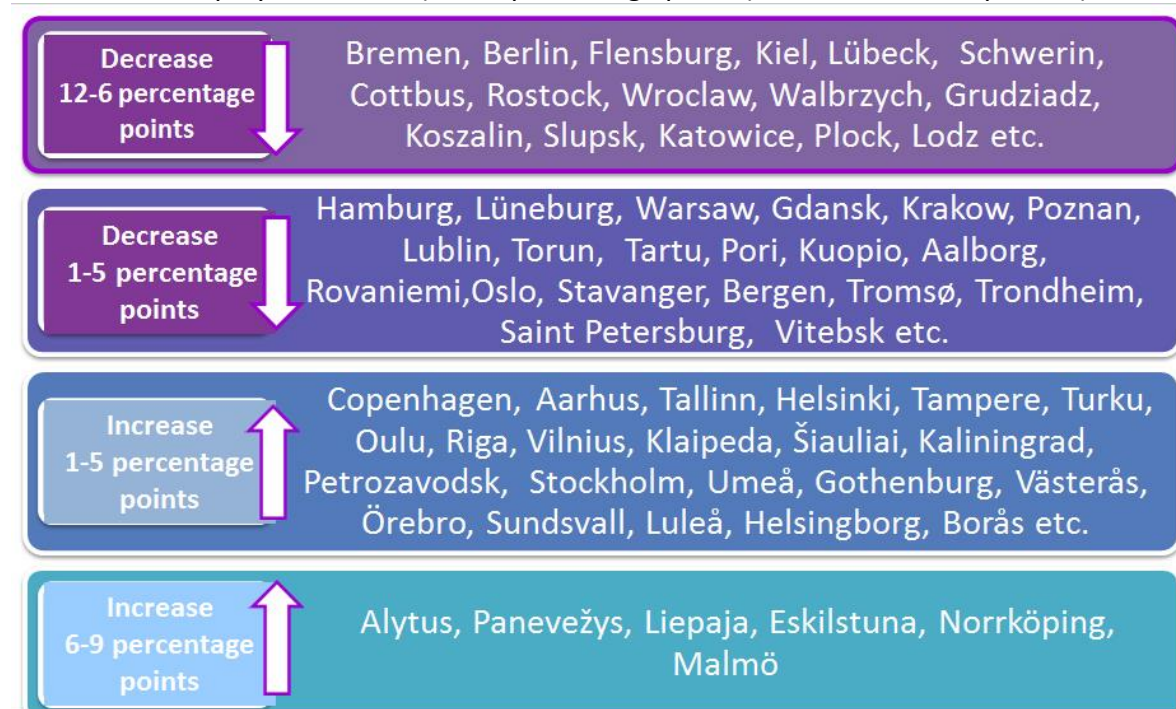 Decrease
12-6 percentage
points
Bremen, Berlin, Flensburg, Kiel, Lübeck, Schwerin,
Cottbus, Rostock, Wroclaw, Walbrzych, Grudziadz,
Koszalin, Slupsk, Katowice, Plock, Lodz etc.
Decrease
1-5 percentage
points
Hamburg, Lüneburg, Warsaw, Gdansk, Krakow, Poznan,
Lublin, Torun, Tartu, Pori, Kuopio, Aalborg,
Rovaniemi,Oslo, Stavanger, Bergen, Tromsø, Trondheim,
Saint Petersburg, Vitebsk etc.
Increase
1-5 percentage
points
Copenhagen, Aarhus, Tallinn, Helsinki, Tampere, Turku,
Oulu, Riga, Vilnius, Klaipeda, Šiauliai, Kaliningrad,
Petrozavodsk, Stockholm, Umeå, Gothenburg, Västerås,
Örebro, Sundsvall, Luleå, Helsingborg, Borås etc.
Increase
6-9 percentage
points
Alytus, Panevežys, Liepaja, Eskilstuna, Norrköping,
Malmö